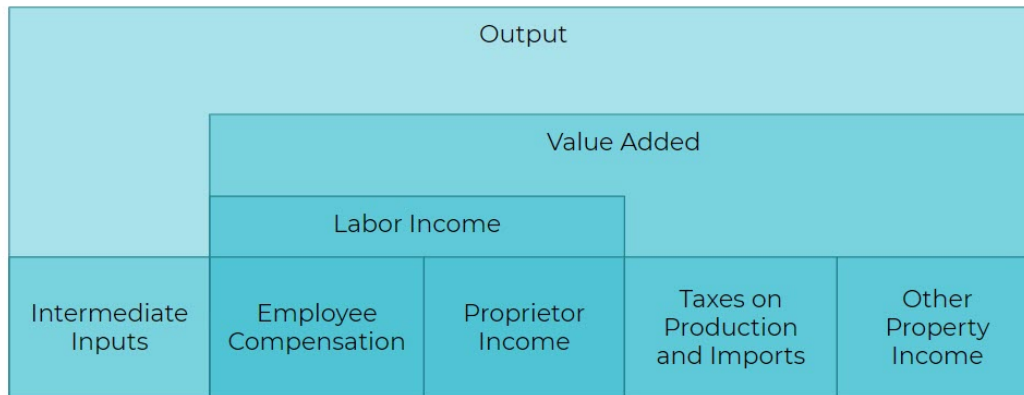 Output
Value Added
Labor Income
Intermediate
Inputs
Employee
Compensation
Proprietor
Income
Taxes on
Production
and Imports
Other
Property
Income